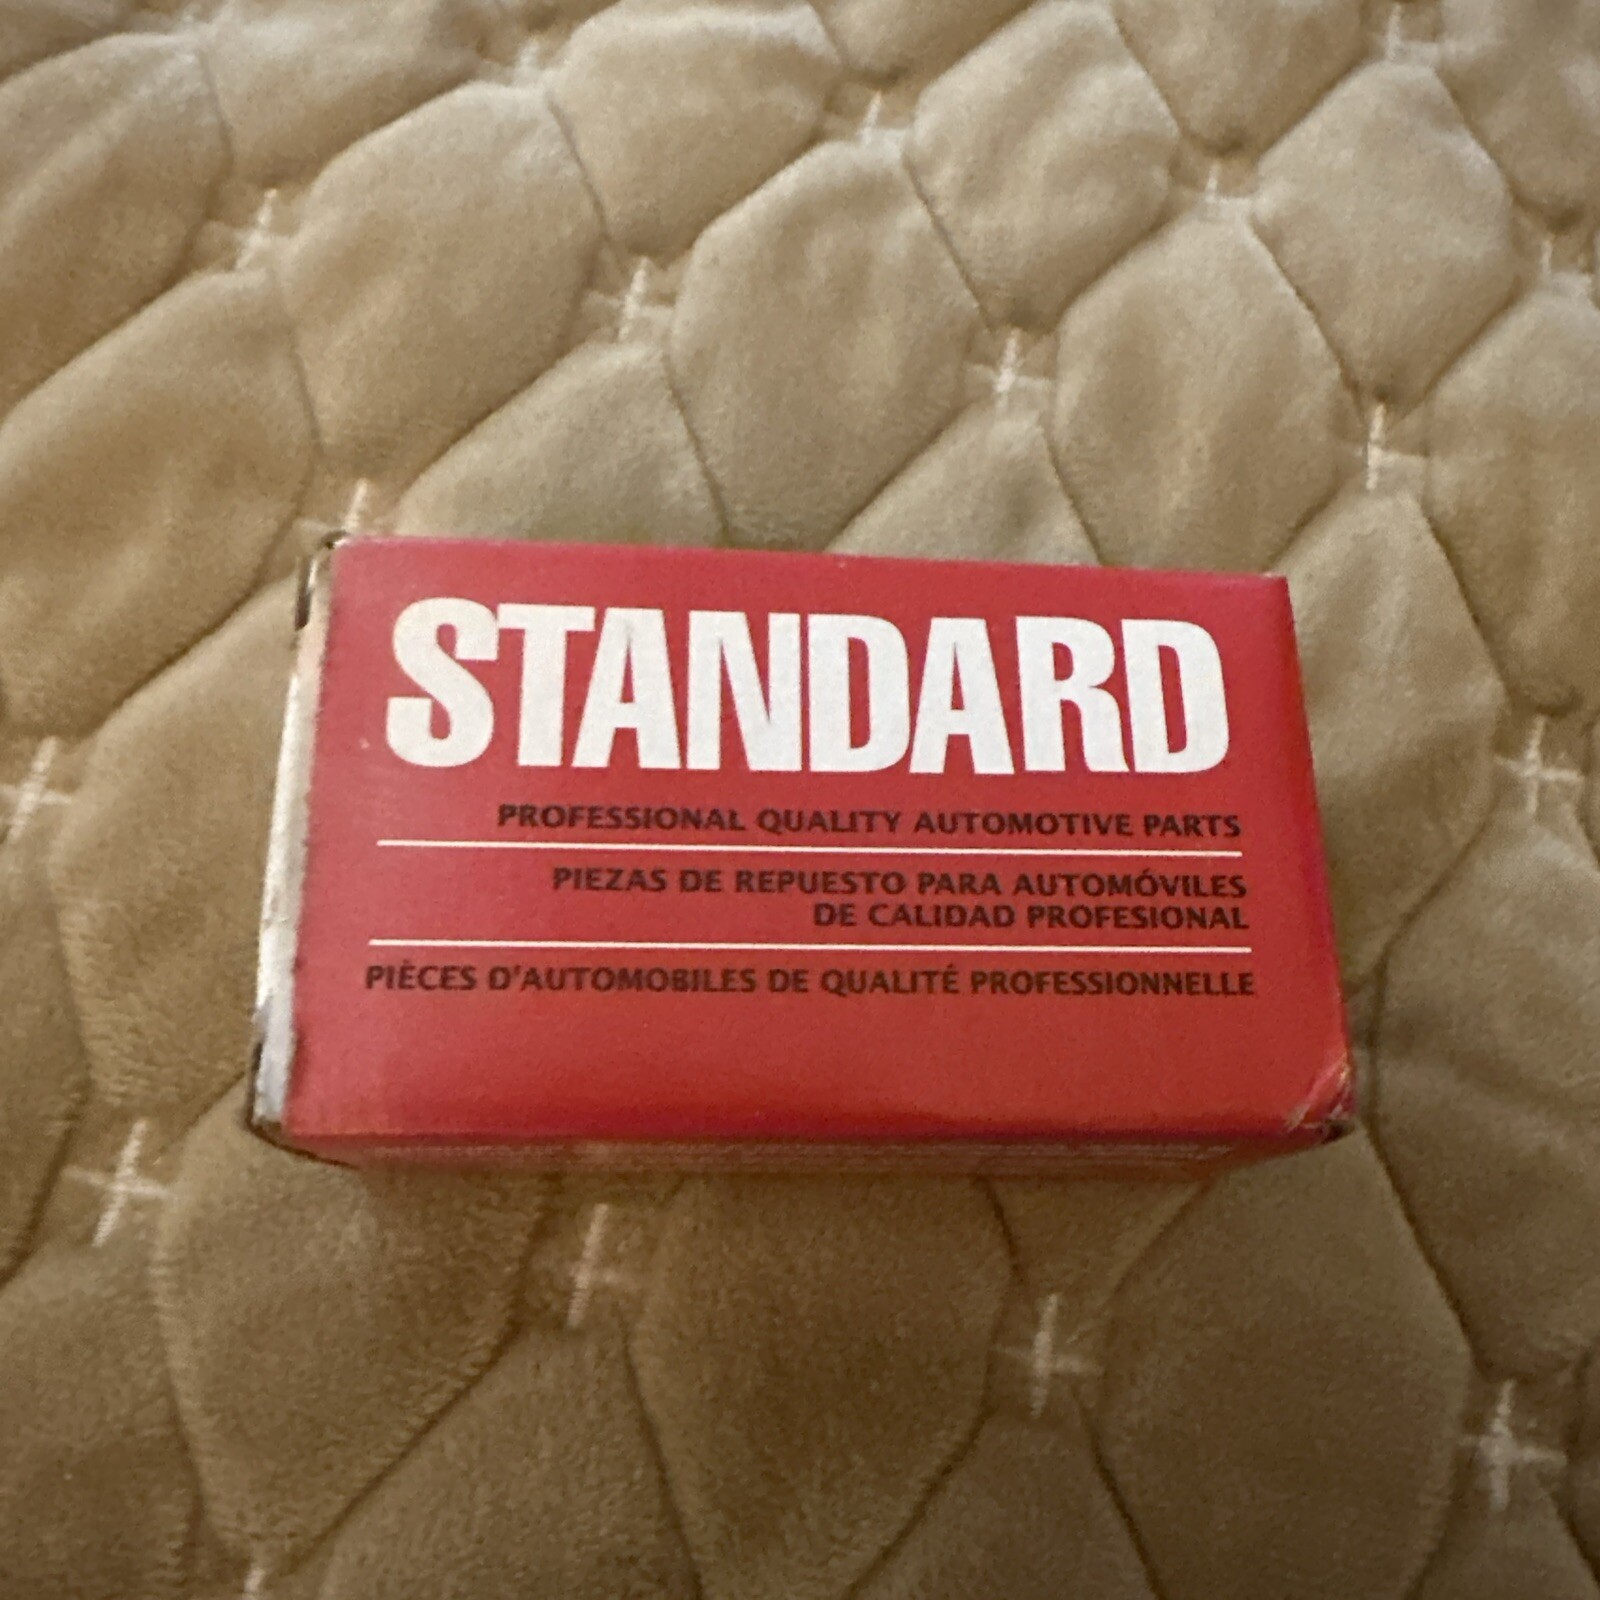 STANDARD
PROFESSIONAL QUALITY AUTOMOTIVE PARTS
PIEZAS DE REPUESTO PARA AUTOMÓVILES
DE CALIDAD PROFESIONAL
PIÈCES D'AUTOMOBILES DE QUALITÉ PROFESSIONNELLE